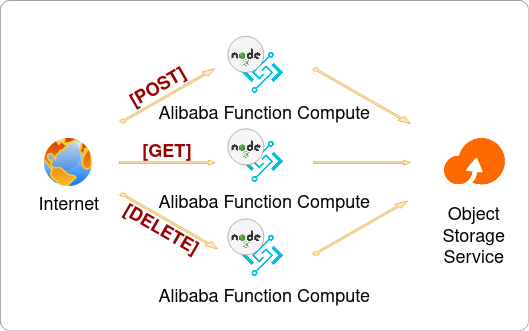 [POST]
node
Alibaba Function Compute
[GET]
node
Alibaba Function Compute
Internet
[DELETE]
node
Alibaba Function Compute
Object
Storage
Service